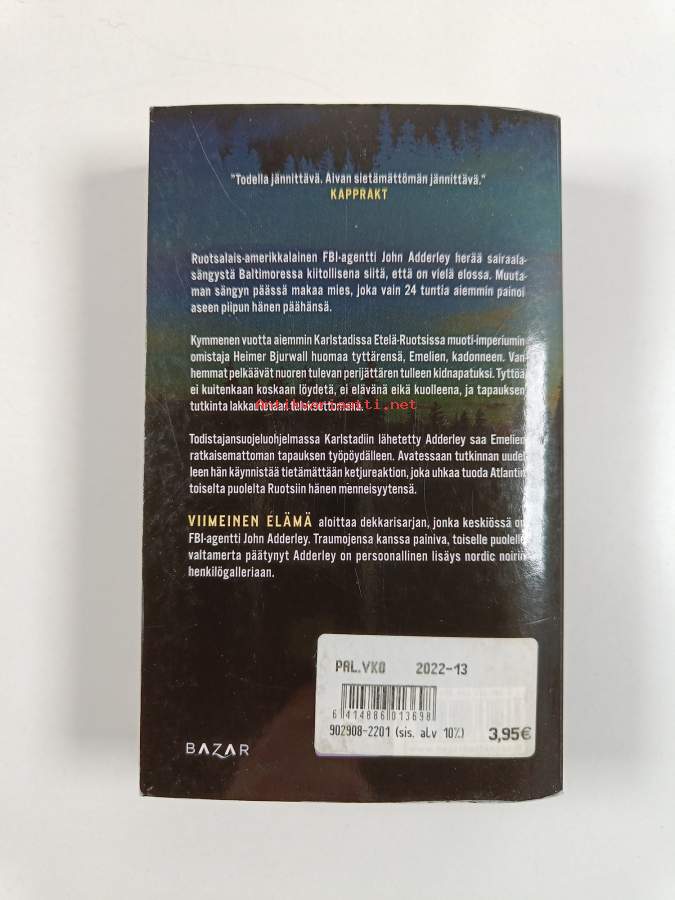 "Todella jännittävä. Aivan sietämättömän jännittävä."
KAPPRAKT
Ruotsalais-amerikkalainen FBI-agentti John Adderley herää sairaala-
sängystä Baltimoressa kiitollisena siitä, että on vielä elossa. Muuta-
man sängyn päässä makaa mies, joka vain 24 tuntia aiemmin painoi
aseen piipun hänen päähänsä.
Kymmenen vuotta aiemmin Karlstadissa Etelä-Ruotsissa muoti-imperiumin
omistaja Heimer Bjurwall huomaa tyttärensä, Emelien, kadonneen. Van-
hemmat pelkäävät nuoren tulevan perijättären tulleen kidnapatuksi. Tyttöä
ei kuitenkaan koskaan löydetä, ei elävänä eikä kuolleena, ja tapauksen
tutkinta lakkautetaan tuloksettomana.
Antikvariaatti.net
Todistajansuojeluohjelmassa Karlstadiin lähetetty Adderley saa Emelien
ratkaisemattoman tapauksen työpöydälleen. Avatessaan tutkinnan uudel-
leen hän käynnistää tietämättään ketjureaktion, joka uhkaa tuoda Atlantin
toiselta puolelta Ruotsiin hänen menneisyytensä.
VIIMEINEN ELÄMÄ aloittaa dekkarisarjan, jonka keskiössä on
FBI-agentti John Adderley. Traumojensa kanssa painiva, toiselle puolelle
valtamerta päätynyt Adderley on persoonallinen lisäys nordic noirin
henkilögalleriaan.
PAL.VKO 2022-13
6 414886 013698
902908-2201 (sis. alv 10%) 3,95€
BAZAR